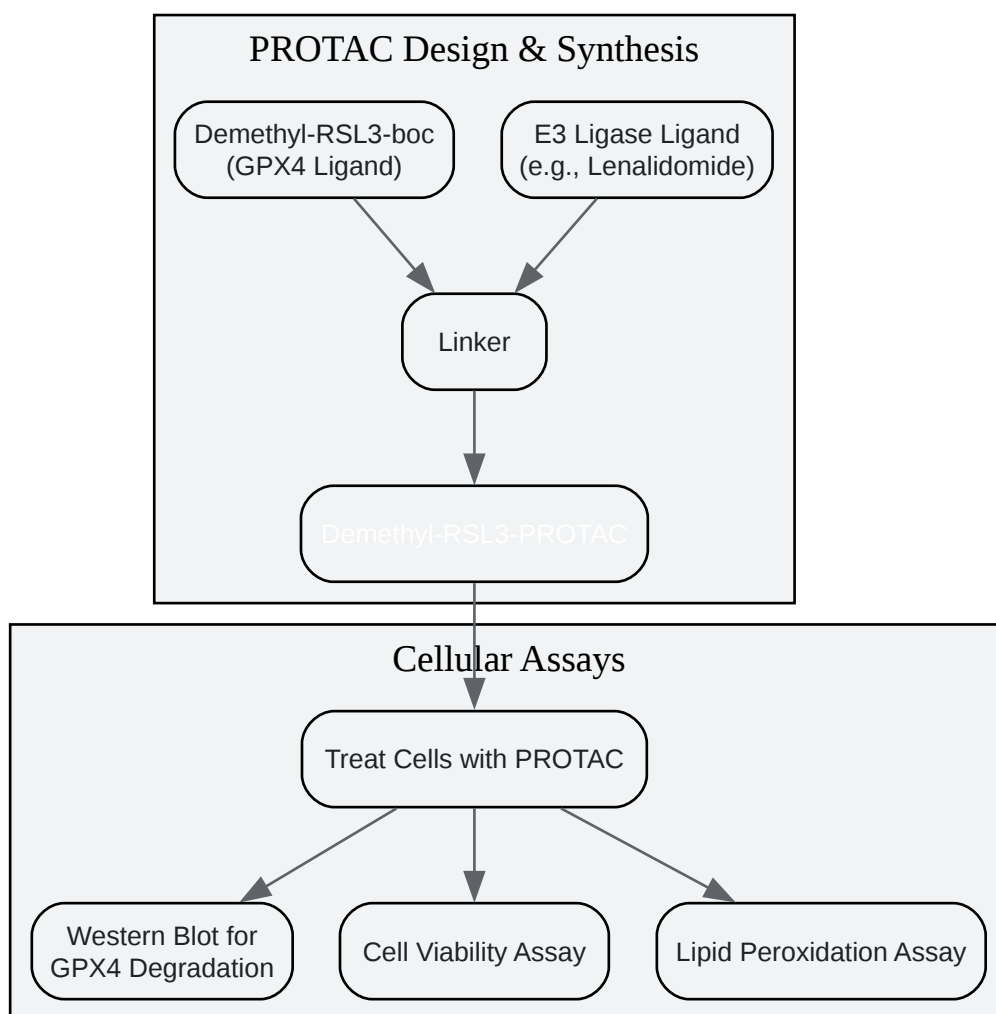 PROTAC Design & Synthesis
Demethyl-RSL3-boc
(GPX4 Ligand)
E3 Ligase Ligand
(e.g., Lenalidomide)
Linker
Demethyl-RSL3-PROTAC
Cellular Assays
Treat Cells with PROTAC
Western Blot for
GPX4 Degradation
Cell Viability Assay
Lipid Peroxidation Assay